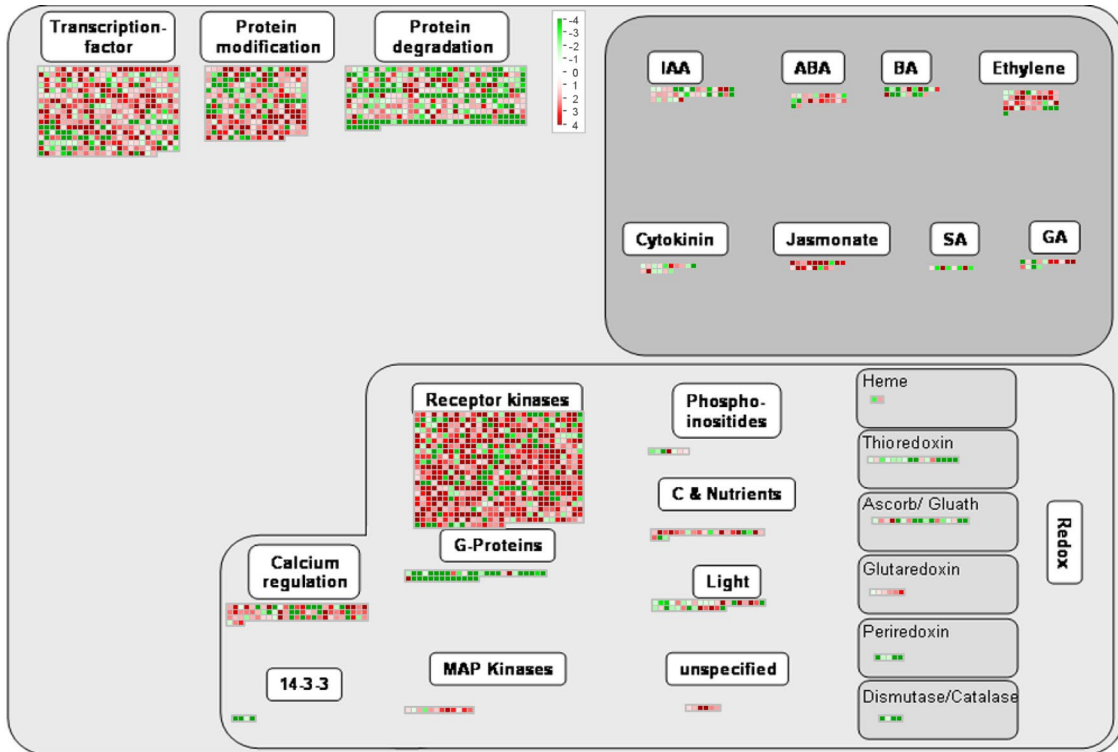 Transcription-
factor
Protein
modification
Protein
degradation
-4
-3
-2
-1
0
1
2
3
4
IAA
ABA
BA
Ethylene
Cytokinin
Jasmonate
SA
GA
Receptor kinases
Phospho-
inositides
Heme
Thioredoxin
C & Nutrients
Ascorb/ Gluath
Redox
G-Proteins
Calcium
regulation
Light
Glutaredoxin
Periredoxin
14-3-3
MAP Kinases
unspecified
Dismutase/Catalase